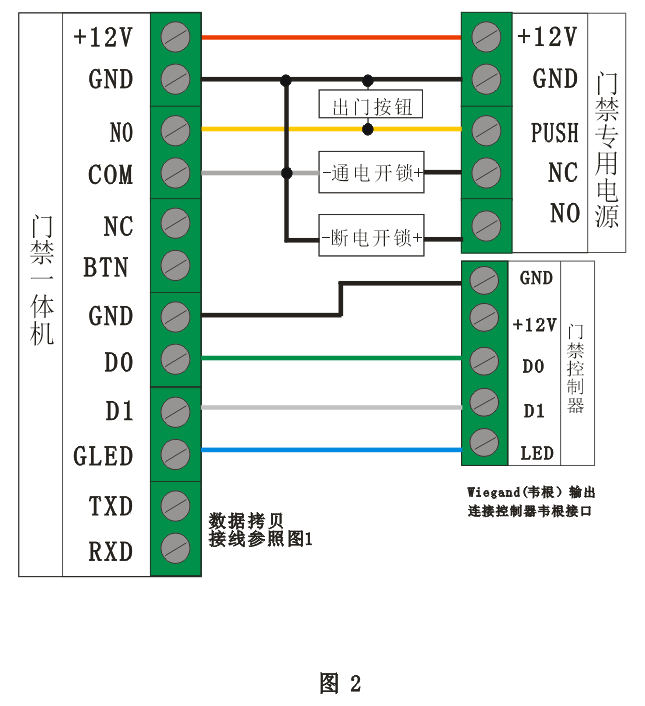 门禁一体机
+12V
GND
NO
COM
NC
BTN
GND
D0
D1
GLED
TXD
RXD
出门按钮
-通电开锁+
-断电开锁+
+12V
GND
PUSH
NC
NO
门禁专用电源
GND
+12V
D0
D1
LED
门禁控制器
Wiegand(韦根）输出
连接控制器韦根接口
数据拷贝
接线参照图1
图 2